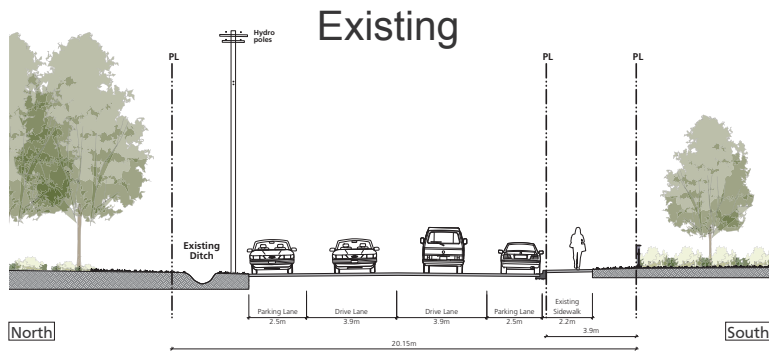 Existing
Hydro
poles
PL
PL
PL
Existing
Ditch
Parking Lane
2.5m
Drive Lane
3.9m
Drive Lane
3.9m
Parking Lane
2.5m
Existing
Sidewalk
2.2m
3.9m
North
South
20.15m